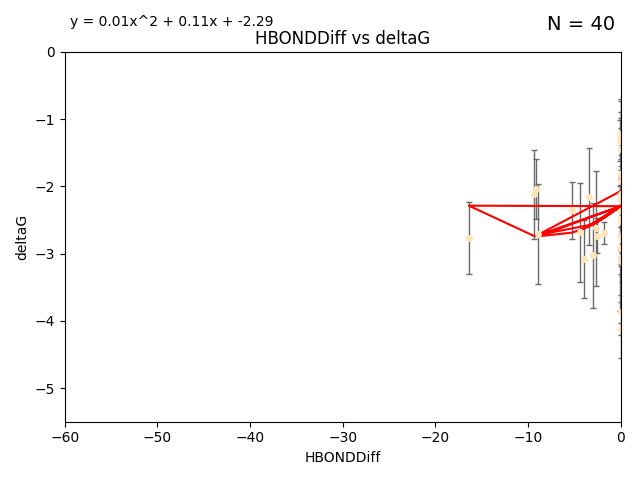 y = 0.01x^2 + 0.11x + -2.29
N = 40
HBONDDiff vs deltaG
0
−1
−2
−3
−4
−5
deltaG
−60
−50
−40
−30
−20
−10
0
HBONDDiff